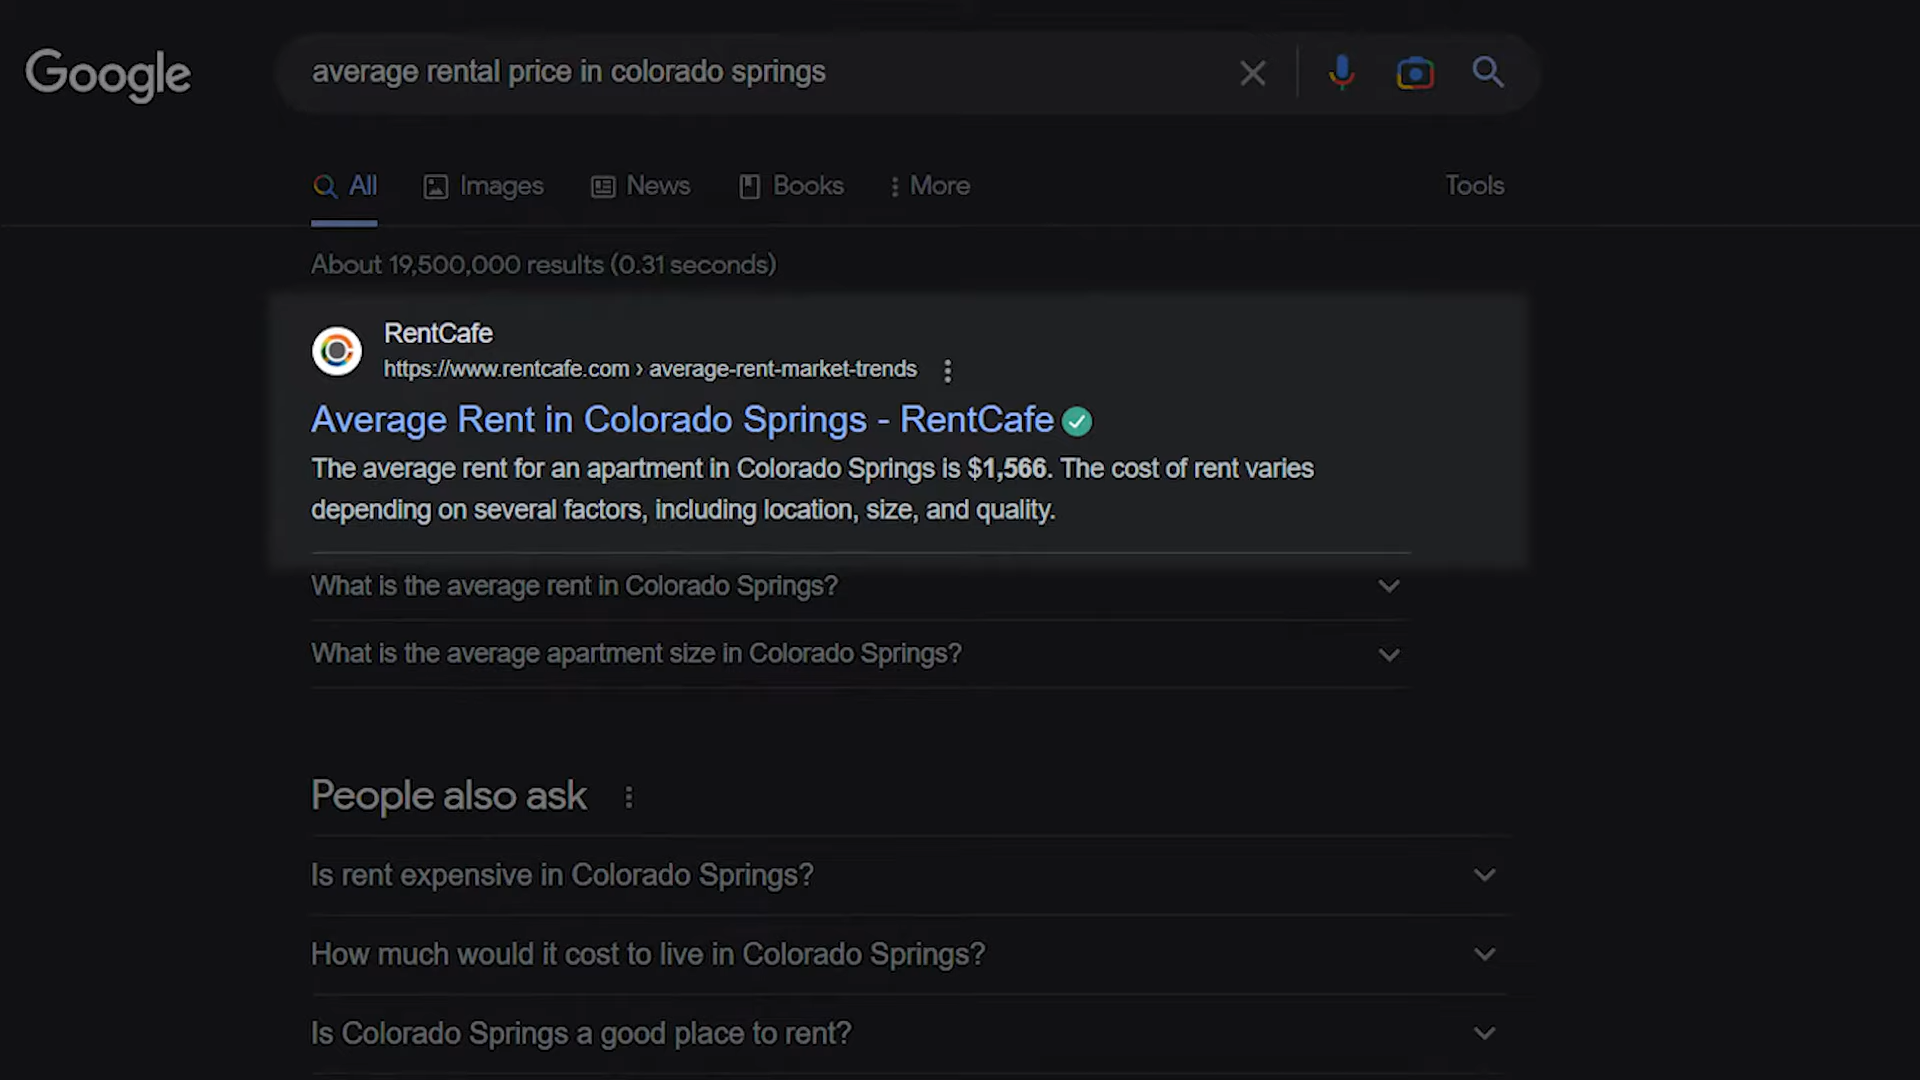 Google
average rental price in colorado springs
All Images News Books More Tools
About 19,500,000 results (0.31 seconds)
RentCafe
https://www.rentcafe.com › average-rent-market-trends
Average Rent in Colorado Springs - RentCafe
The average rent for an apartment in Colorado Springs is $1,566. The cost of rent varies
depending on several factors, including location, size, and quality.
What is the average rent in Colorado Springs?
What is the average apartment size in Colorado Springs?
People also ask
Is rent expensive in Colorado Springs?
How much would it cost to live in Colorado Springs?
Is Colorado Springs a good place to rent?